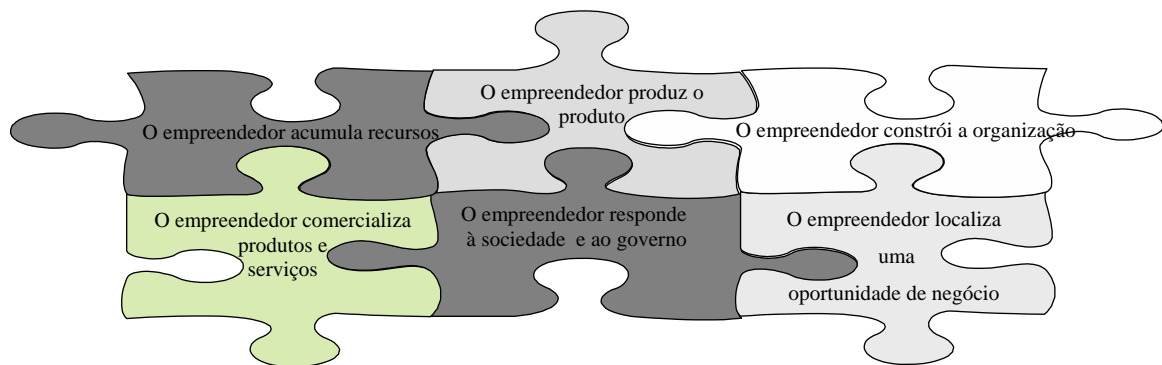 O empreendedor acumula recursos
O empreendedor produz o
produto
O empreendedor constrói a organização
O empreendedor comercializa
produtos e
serviços
O empreendedor responde
à sociedade e ao governo
O empreendedor localiza
uma
oportunidade de negócio